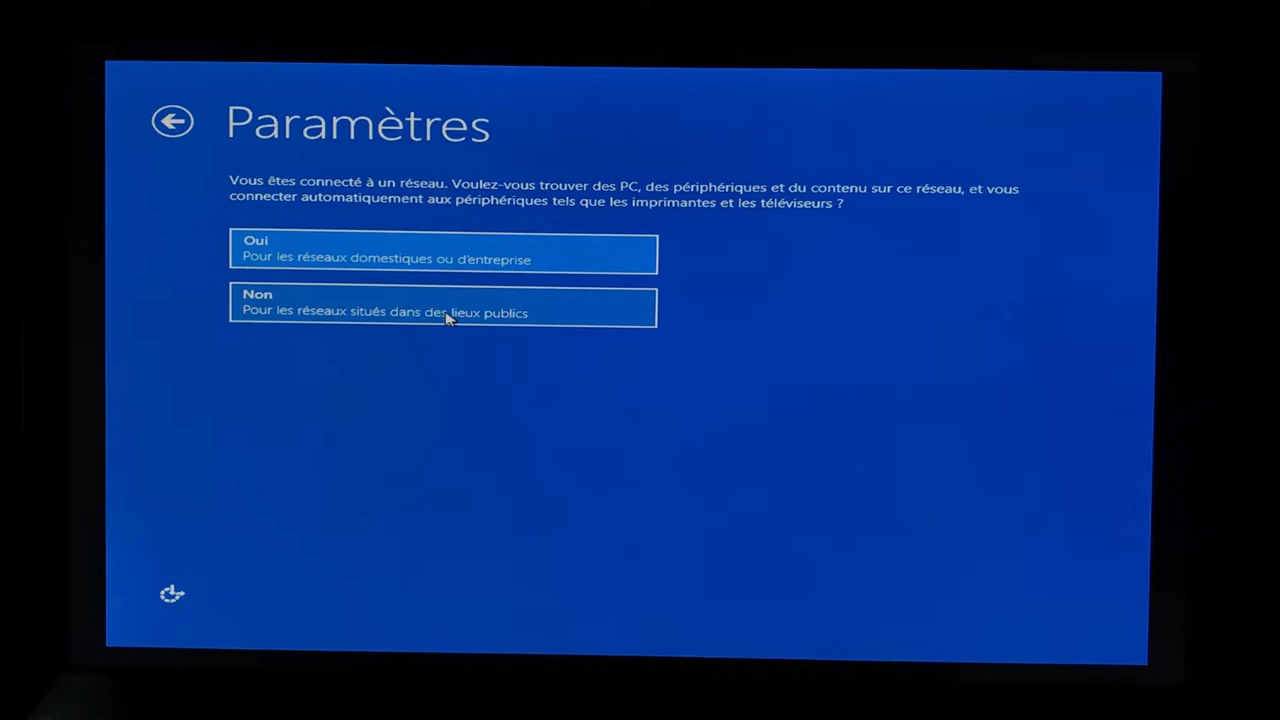 Paramètres
Vous êtes connecté à un réseau. Voulez-vous trouver des PC, des périphériques et du contenu sur ce réseau, et vous
connecter automatiquement aux périphériques tels que les imprimantes et les téléviseurs ?
Oui
Pour les réseaux domestiques ou d'entreprise
Non
Pour les réseaux situés dans des lieux publics